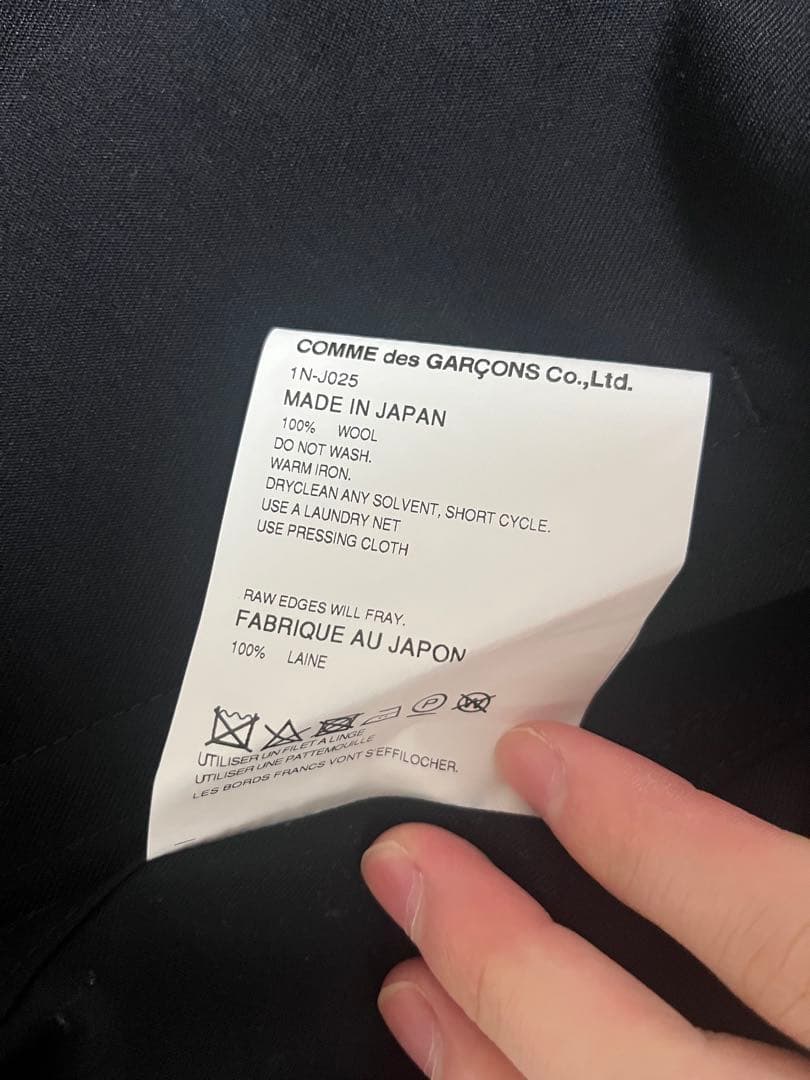 COMME des GARÇONS Co.,Ltd.
1N-J025
MADE IN JAPAN
100% WOOL
DO NOT WASH.
WARM IRON.
DRYCLEAN ANY SOLVENT, SHORT CYCLE.
USE A LAUNDRY NET
USE PRESSING CLOTH
RAW EDGES WILL FRAY.
FABRIQUE AU JAPON
100% LAINE
P W
UTILISER UN FILET A LINGE
UTILISER UNE PATTEMOUILLE
LES BORDS FRANCS VONT S'EFFILOCHER.